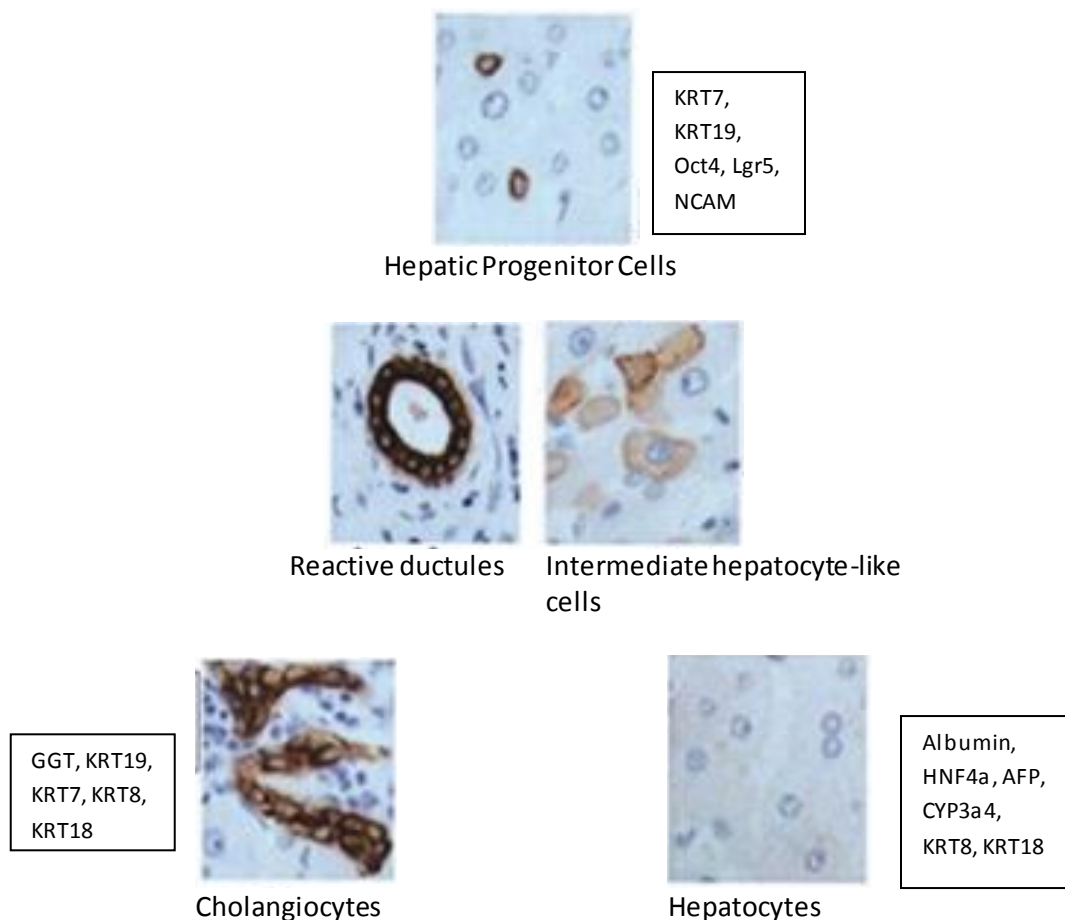 KRT7,
KRT19,
Oct4, Lgr5,
NCAM
Hepatic Progenitor Cells
Reactive ductules
Intermediate hepatocyte-like
cells
GGT, KRT19,
KRT7, KRT8,
KRT18
Cholangiocytes
Albumin,
HNF4a, AFP,
CYP3a4,
KRT8, KRT18
Hepatocytes